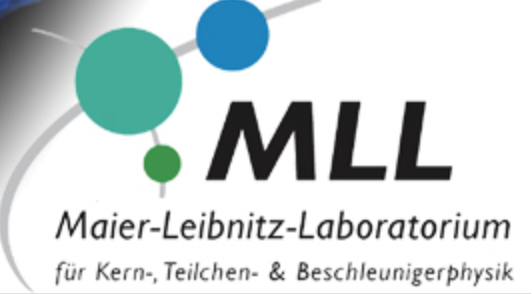 MLL
Maier-Leibnitz-Laboratorium
für Kern-, Teilchen- & Beschleunigerphysik